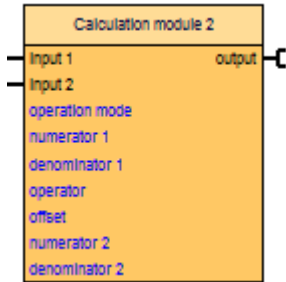 Calculation module 2
Input 1 output
Input 2
operation mode
numerator 1
denominator 1
operator
offset
numerator 2
denominator 2